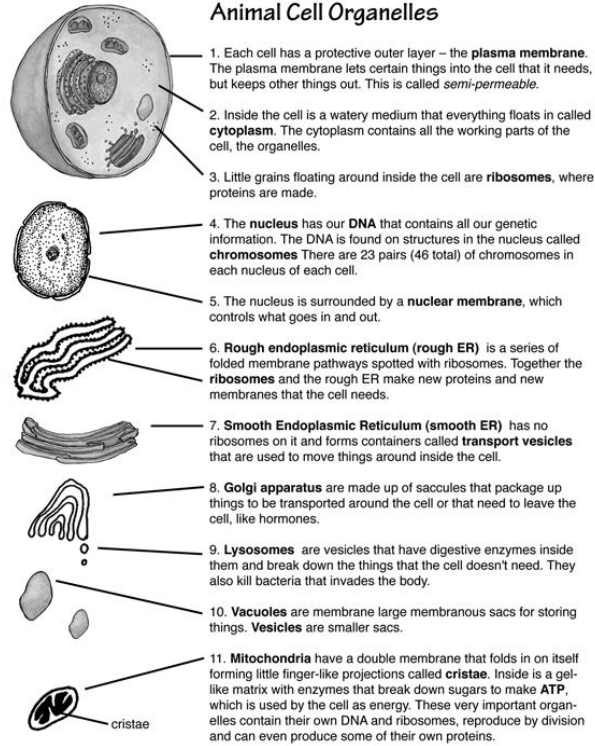 Animal Cell Organelles
1. Each cell has a protective outer layer – the plasma membrane.
The plasma membrane lets certain things into the cell that it needs,
but keeps other things out. This is called semi-permeable.
2. Inside the cell is a watery medium that everything floats in called
cytoplasm. The cytoplasm contains all the working parts of the
cell, the organelles.
3. Little grains floating around inside the cell are ribosomes, where
proteins are made.
4. The nucleus has our DNA that contains all our genetic
information. The DNA is found on structures in the nucleus called
chromosomes There are 23 pairs (46 total) of chromosomes in
each nucleus of each cell.
5. The nucleus is surrounded by a nuclear membrane, which
controls what goes in and out.
6. Rough endoplasmic reticulum (rough ER) is a series of
folded membrane pathways spotted with ribosomes. Together the
ribosomes and the rough ER make new proteins and new
membranes that the cell needs.
7. Smooth Endoplasmic Reticulum (smooth ER) has no
ribosomes on it and forms containers called transport vesicles
that are used to move things around inside the cell.
8. Golgi apparatus are made up of saccules that package up
things to be transported around the cell or that need to leave the
cell, like hormones.
9. Lysosomes are vesicles that have digestive enzymes inside
them and break down the things that the cell doesn't need. They
also kill bacteria that invades the body.
10. Vacuoles are membrane large membranous sacs for storing
things. Vesicles are smaller sacs.
11. Mitochondria have a double membrane that folds in on itself
forming little finger-like projections called cristae. Inside is a gel-
like matrix with enzymes that break down sugars to make ATP,
which is used by the cell as energy. These very important organ-
elles contain their own DNA and ribosomes, reproduce by division
and can even produce some of their own proteins.
cristae